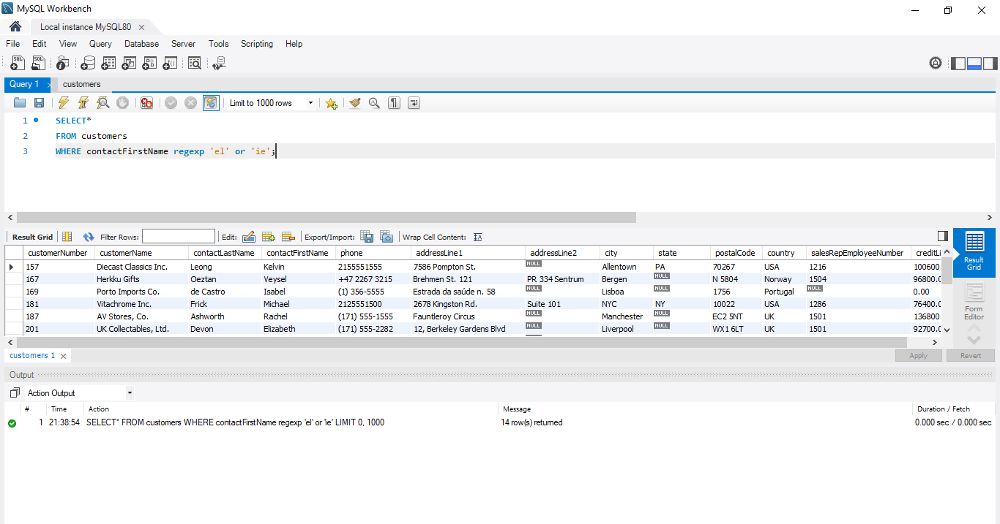 MySQL Workbench
Local instance MySQL80
File Edit View Query Database Server Tools Scripting Help
Query 1 customers
Limit to 1000 rows
1 SELECT*
2 FROM customers
3 WHERE contactFirstName regexp 'el' or 'ie';
Result Grid Filter Rows: Edit: Export/Import: Wrap Cell Content:
customerNumber customerName contactLastName contactFirstName phone addressLine1 addressLine2 city state postalCode country salesRepEmployeeNumber creditLi
157 Diecast Classics Inc. Leong Kelvin 2155551555 7586 Pompton St. NULL Allentown PA 70267 USA 1216 100600.
167 Herkku Gifts Oeztan Veysel +47 2267 3215 Brehmen St. 121 PR 334 Sentrum Bergen NULL N 5804 Norway 1504 96800.0
169 Porto Imports Co. de Castro Isabel (1) 356-5555 Estrada da saúde n. 58 NULL Lisboa NULL 1756 Portugal NULL 0.00
181 Vitachrome Inc. Frick Michael 2125551500 2678 Kingston Rd. Suite 101 NYC NY 10022 USA 1286 76400.0
187 AV Stores, Co. Ashworth Rachel (171) 555-1555 Fauntleroy Circus NULL Manchester NULL EC2 5NT UK 1501 136800.
201 UK Collectables, Ltd. Devon Elizabeth (171) 555-2282 12, Berkeley Gardens Blvd NULL Liverpool NULL WX1 6LT UK 1501 92700.0
Result
Grid
Form
Editor
customers 1 Apply Revert
Output
Action Output
# Time Action Message Duration / Fetch
1 21:38:54 SELECT* FROM customers WHERE contactFirstName regexp 'el' or 'ie' LIMIT 0, 1000 14 row(s) returned 0.000 sec / 0.000 sec